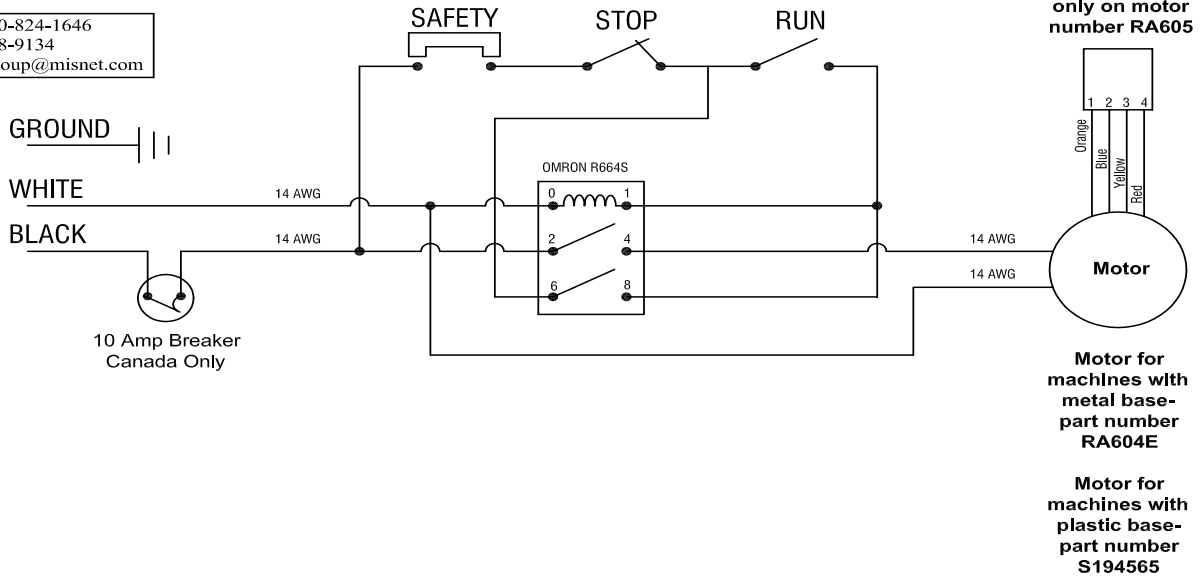 0-824-1646
8-9134
oup@misnet.com
SAFETY
STOP
RUN
only on motor
number RA605
1 2 3 4
Orange
Blue
Yellow
Red
GROUND
OMRON R664S
WHITE
14 AWG
0
1
BLACK
14 AWG
2
4
14 AWG
Motor
14 AWG
6
8
10 Amp Breaker
Canada Only
Motor for
machines with
metal base-
part number
RA604E
Motor for
machines with
plastic base-
part number
S194565